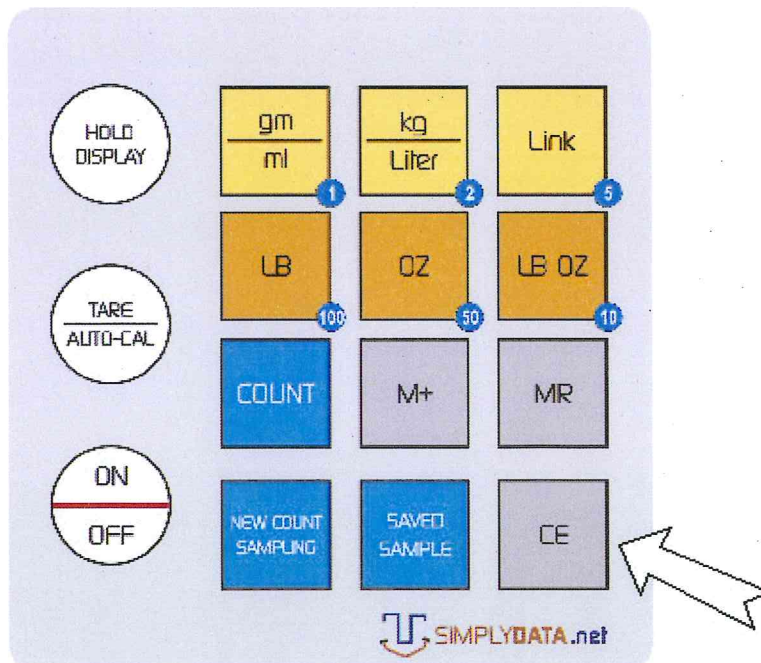 HOLD
DISPLAY
gm
ml
1
kg
Liter
2
Link
5
TARE
AUTO-CAL
LB
100
OZ
50
LB OZ
10
COUNT
M+
MR
ON
OFF
NEW COUNT
SAMPLING
SAVED
SAMPLE
CE
SIMPLYDATA.net